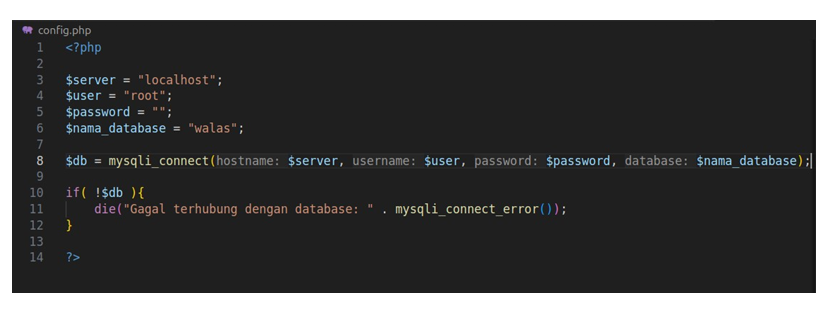 config.php
1 <?php
2
3 $server = "localhost";
4 $user = "root";
5 $password = "";
6 $nama_database = "walas";
7
8 $db = mysqli_connect(hostname: $server, username: $user, password: $password, database: $nama_database);
9
10 if( !$db ){
11     die("Gagal terhubung dengan database: " . mysqli_connect_error());
12 }
13
14 ?>